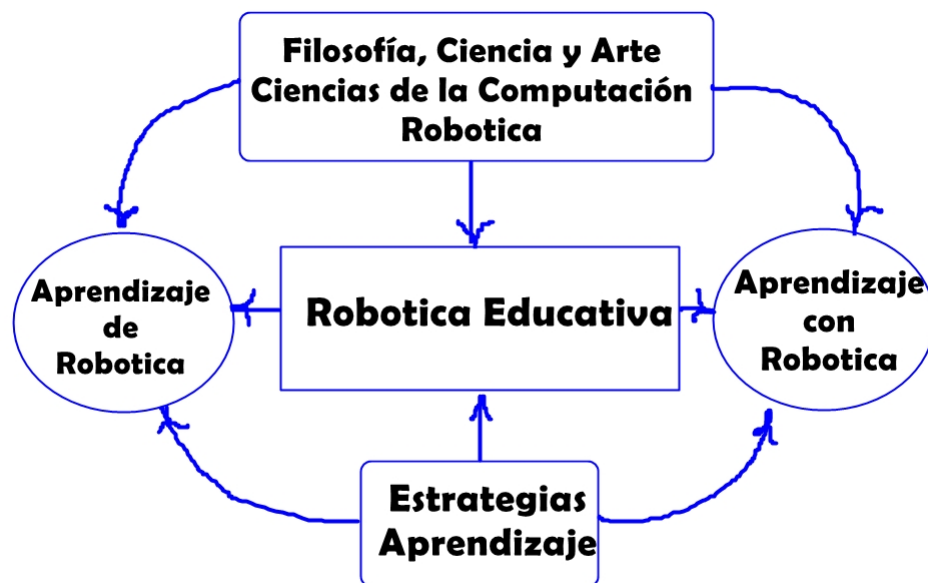 Filosofía, Ciencia y Arte
Ciencias de la Computación
Robotica
Aprendizaje
de
Robotica
Robotica Educativa
Aprendizaje
con
Robotica
Estrategias
Aprendizaje